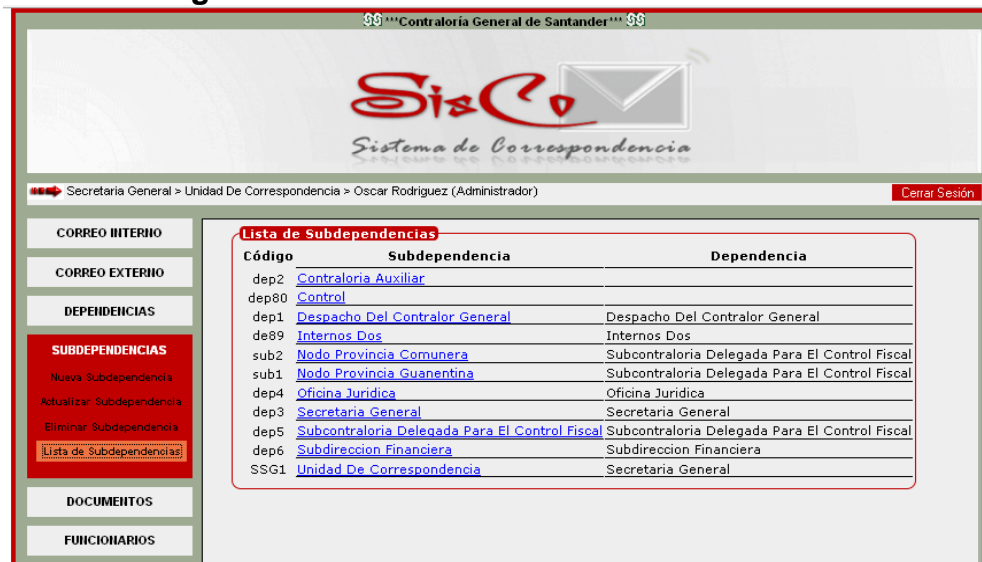 ***Contraloría General de Santander***
SisCo
Sistema de Correspondencia
Secretaria General > Unidad De Correspondencia > Oscar Rodriguez (Administrador)
Cerrar Sesión
CORREO INTERNO
CORREO EXTERNO
DEPENDENCIAS
SUBDEPENDENCIAS
Nueva Subdependencia
Actualizar Subdependencia
Eliminar Subdependencia
Lista de Subdependencias
DOCUMENTOS
FUNCIONARIOS
Lista de Subdependencias
Código Subdependencia Dependencia
dep2 Contraloria Auxiliar
dep80 Control
dep1 Despacho Del Contralor General Despacho Del Contralor General
de89 Internos Dos Internos Dos
sub2 Nodo Provincia Comunera Subcontraloria Delegada Para El Control Fiscal
sub1 Nodo Provincia Guanentina Subcontraloria Delegada Para El Control Fiscal
dep4 Oficina Juridica Oficina Juridica
dep3 Secretaria General Secretaria General
dep5 Subcontraloria Delegada Para El Control Fiscal Subcontraloria Delegada Para El Control Fiscal
dep6 Subdireccion Financiera Subdireccion Financiera
SSG1 Unidad De Correspondencia Secretaria General